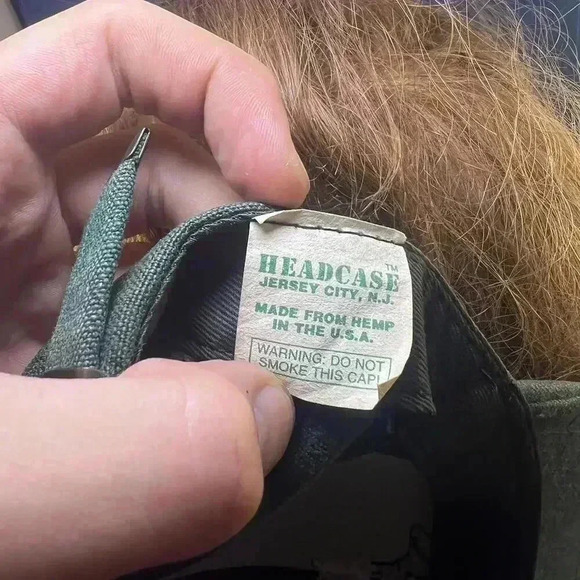 HEADCASE™
JERSEY CITY, N.J.
MADE FROM HEMP
IN THE U.S.A.
WARNING: DO NOT
SMOKE THIS CAP!